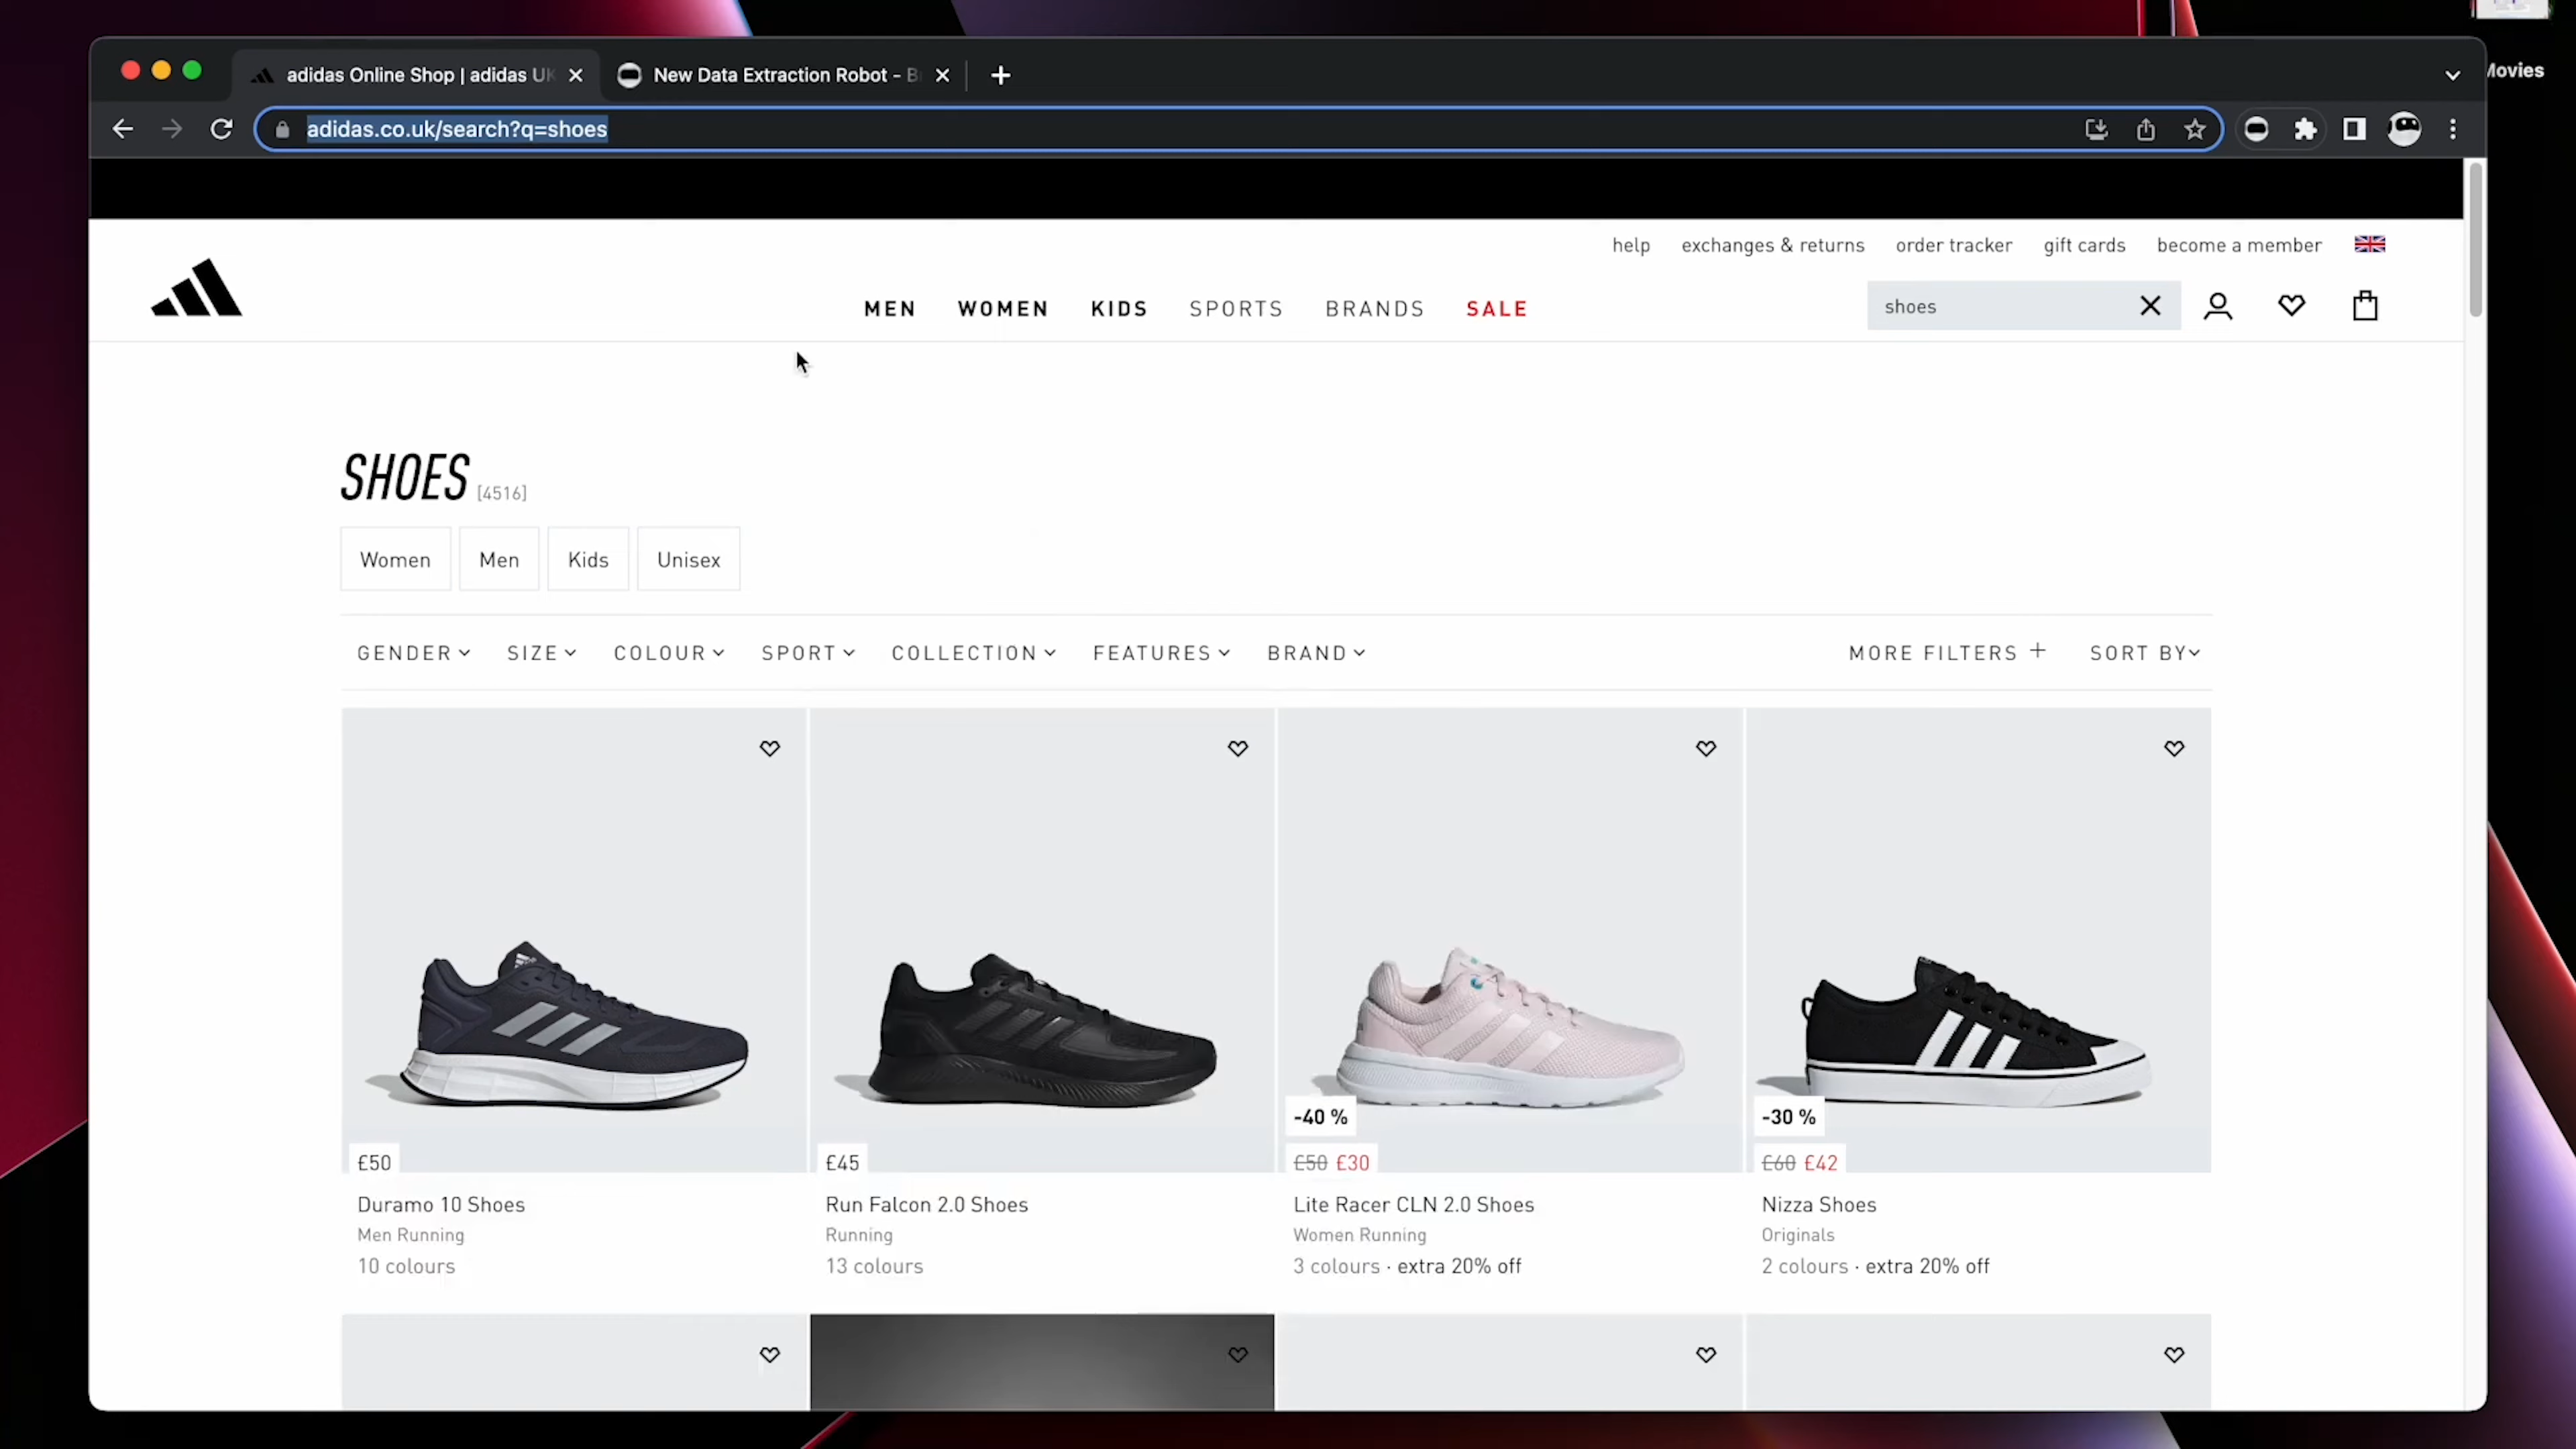 Movies
adidas Online Shop | adidas UK
New Data Extraction Robot - B
adidas.co.uk/search?q=shoes
help exchanges & returns order tracker gift cards become a member
MEN WOMEN KIDS SPORTS BRANDS SALE
shoes
SHOES [4516]
Women Men Kids Unisex
GENDER SIZE COLOUR SPORT COLLECTION FEATURES BRAND MORE FILTERS + SORT BY
-40 % -30 %
£50 £45 £50 £30 £60 £42
Duramo 10 Shoes Run Falcon 2.0 Shoes Lite Racer CLN 2.0 Shoes Nizza Shoes
Men Running Running Women Running Originals
10 colours 13 colours 3 colours · extra 20% off 2 colours · extra 20% off